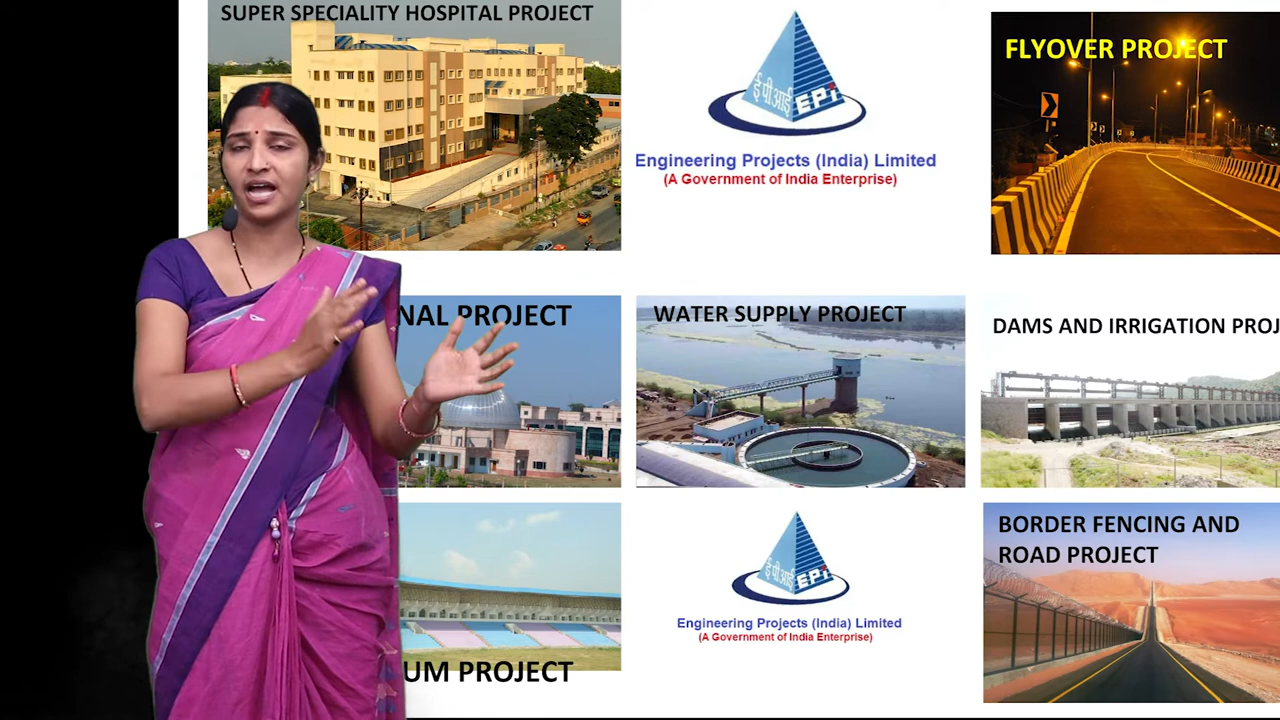 SUPER SPECIALITY HOSPITAL PROJECT
ई पी आई
EPi
Engineering Projects (India) Limited
(A Government of India Enterprise)
FLYOVER PROJECT
NAL PROJECT
WATER SUPPLY PROJECT
DAMS AND IRRIGATION PROJ
UM PROJECT
ई पी आई
EPi
Engineering Projects (India) Limited
(A Government of India Enterprise)
BORDER FENCING AND
ROAD PROJECT